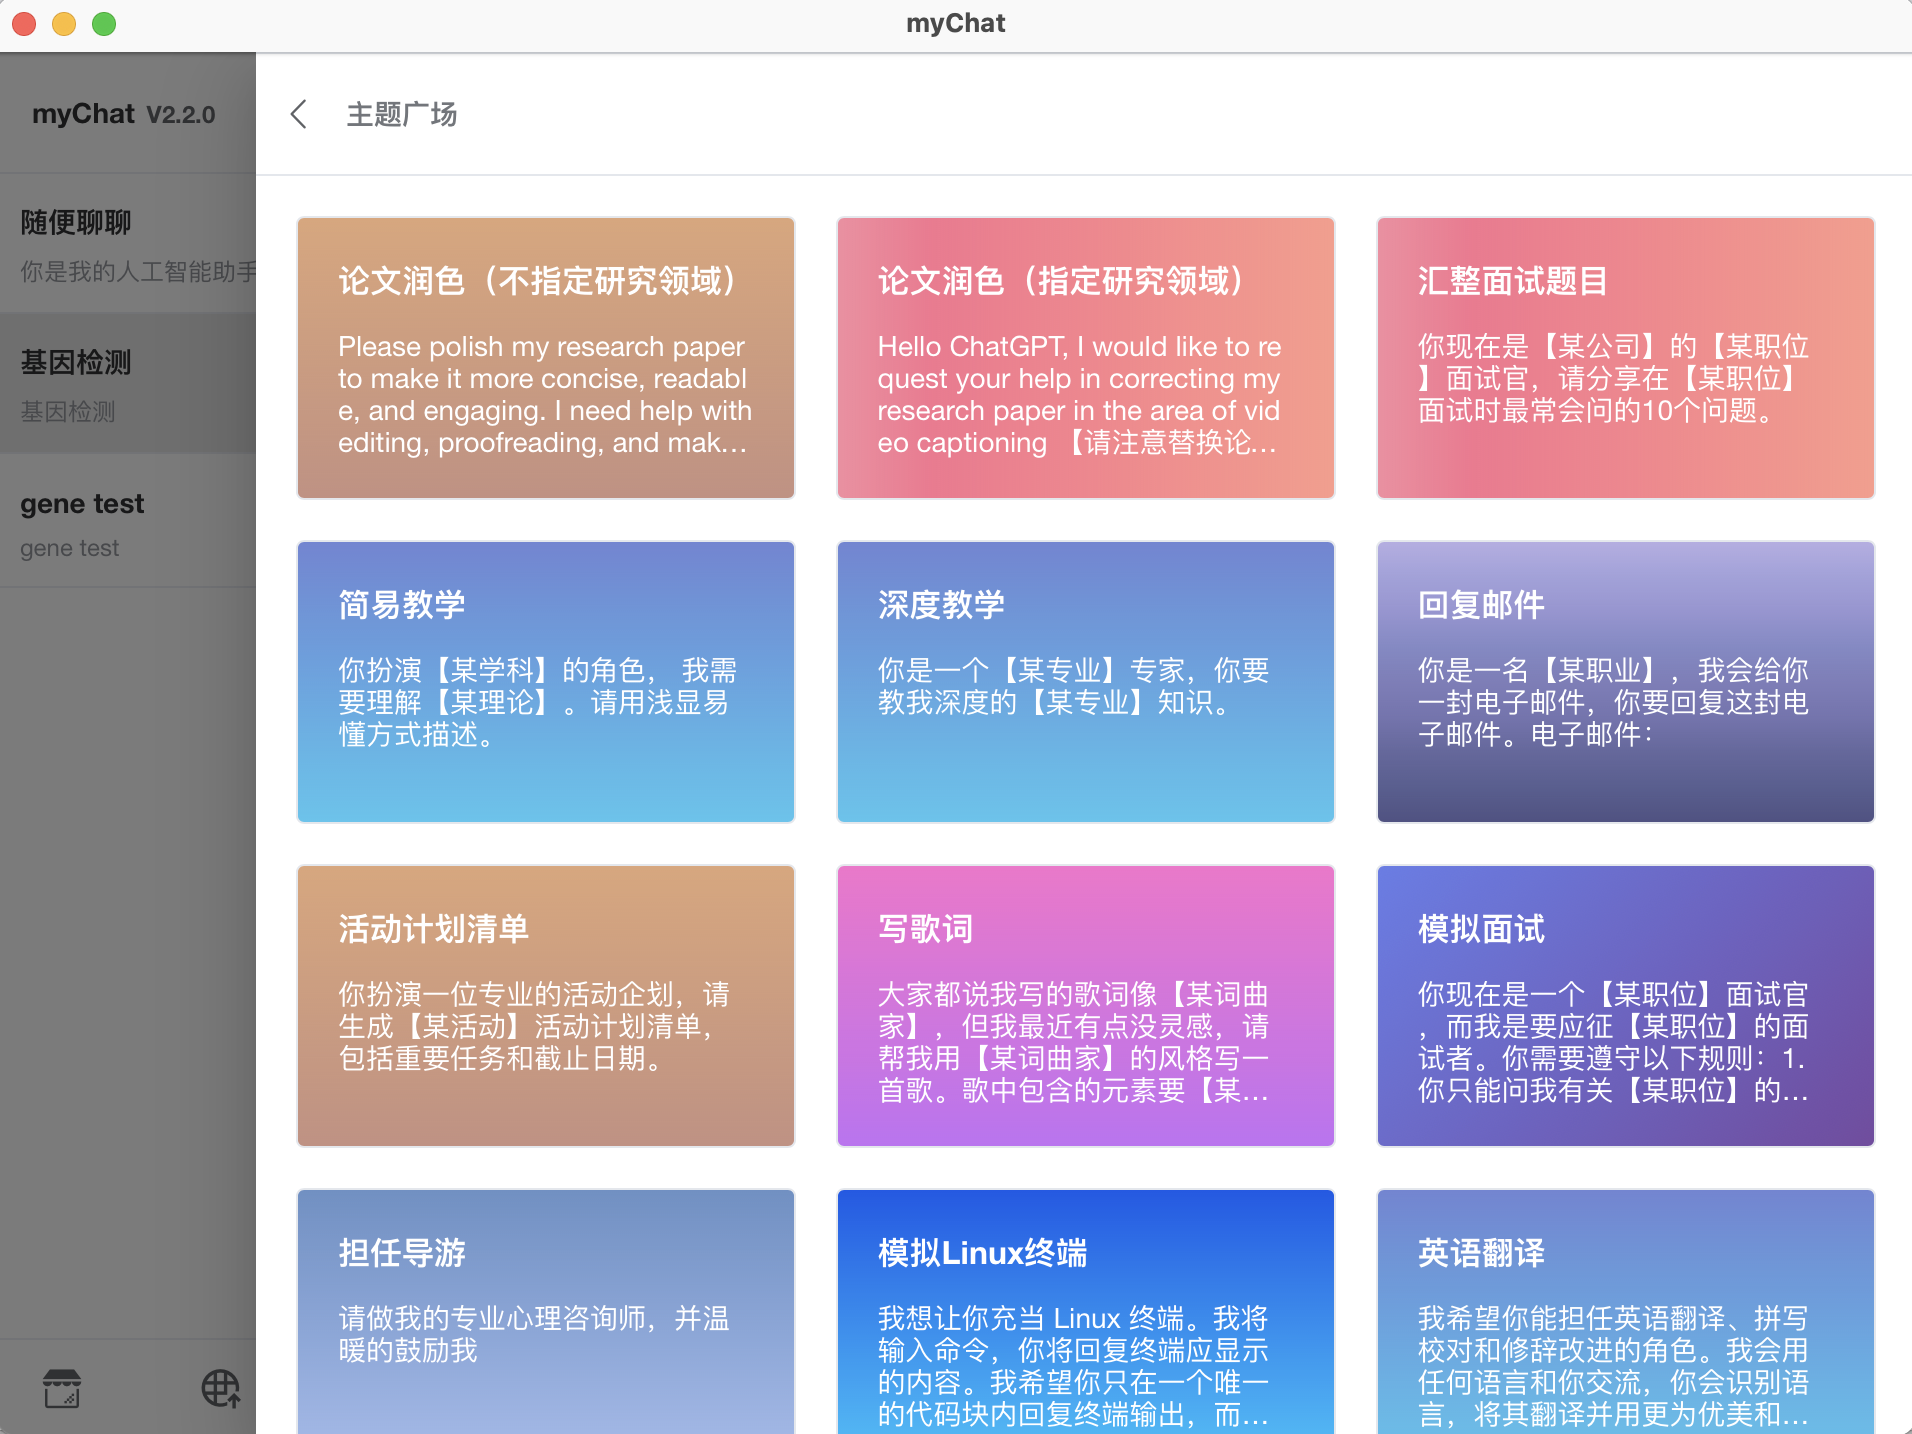 myChat
myChat V2.2.0
随便聊聊
你是我的人工智能助手
基因检测
基因检测
gene test
gene test
主题广场
论文润色（不指定研究领域）
Please polish my research paper
to make it more concise, readabl
e, and engaging. I need help with
editing, proofreading, and mak...
论文润色（指定研究领域）
Hello ChatGPT, I would like to re
quest your help in correcting my
research paper in the area of vid
eo captioning 【请注意替换论...
汇整面试题目
你现在是【某公司】的【某职位
】面试官，请分享在【某职位】
面试时最常会问的10个问题。
简易教学
你扮演【某学科】的角色， 我需
要理解【某理论】。请用浅显易
懂方式描述。
深度教学
你是一个【某专业】专家，你要
教我深度的【某专业】知识。
回复邮件
你是一名【某职业】，我会给你
一封电子邮件，你要回复这封电
子邮件。电子邮件：
活动计划清单
你扮演一位专业的活动企划，请
生成【某活动】活动计划清单，
包括重要任务和截止日期。
写歌词
大家都说我写的歌词像【某词曲
家】，但我最近有点没灵感，请
帮我用【某词曲家】的风格写一
首歌。歌中包含的元素要【某...
模拟面试
你现在是一个【某职位】面试官
，而我是要应征【某职位】的面
试者。你需要遵守以下规则：1.
你只能问我有关【某职位】的...
担任导游
请做我的专业心理咨询师，并温
暖的鼓励我
模拟Linux终端
我想让你充当 Linux 终端。我将
输入命令，你将回复终端应显示
的内容。我希望你只在一个唯一
的代码块内回复终端输出，而...
英语翻译
我希望你能担任英语翻译、拼写
校对和修辞改进的角色。我会用
任何语言和你交流，你会识别语
言，将其翻译并用更为优美和...